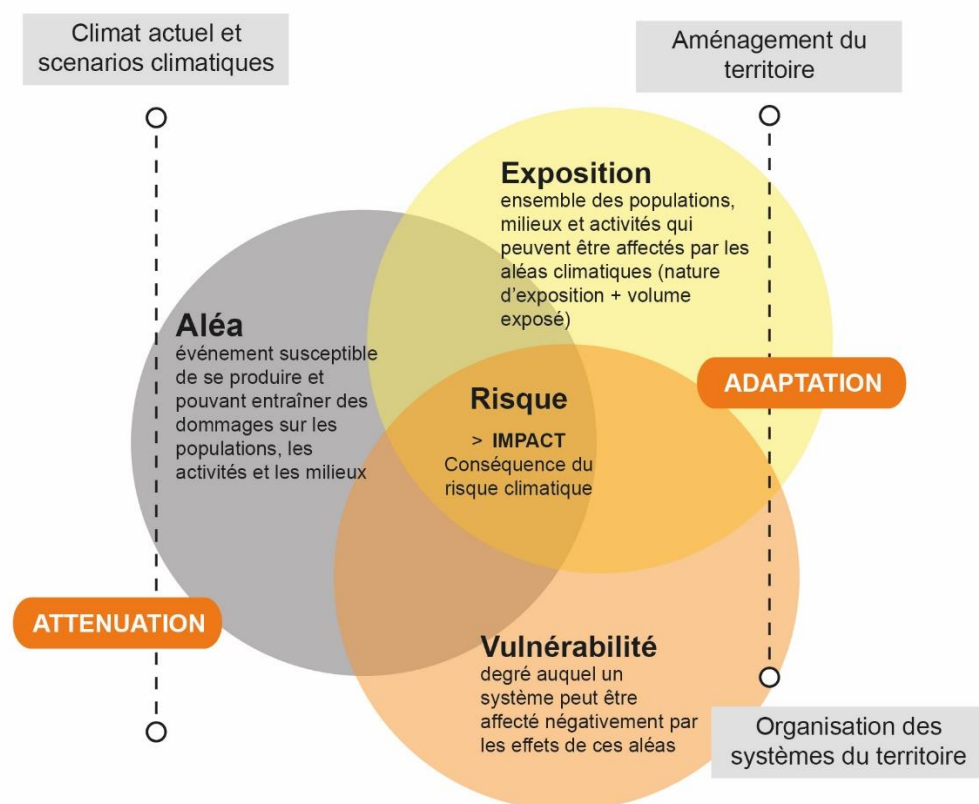 Climat actuel et
scenarios climatiques
Aménagement du
territoire
Exposition
ensemble des populations,
milieux et activités qui
peuvent être affectés par les
aléas climatiques (nature
d'exposition + volume
exposé)
Aléa
événement susceptible
de se produire et
pouvant entraîner des
dommages sur les
populations, les
activités et les milieux
Risque
> IMPACT
Conséquence du
risque climatique
ADAPTATION
ATTENUATION
Vulnérabilité
degré auquel un
système peut être
affecté négativement par
les effets de ces aléas
Organisation des
systèmes du territoire